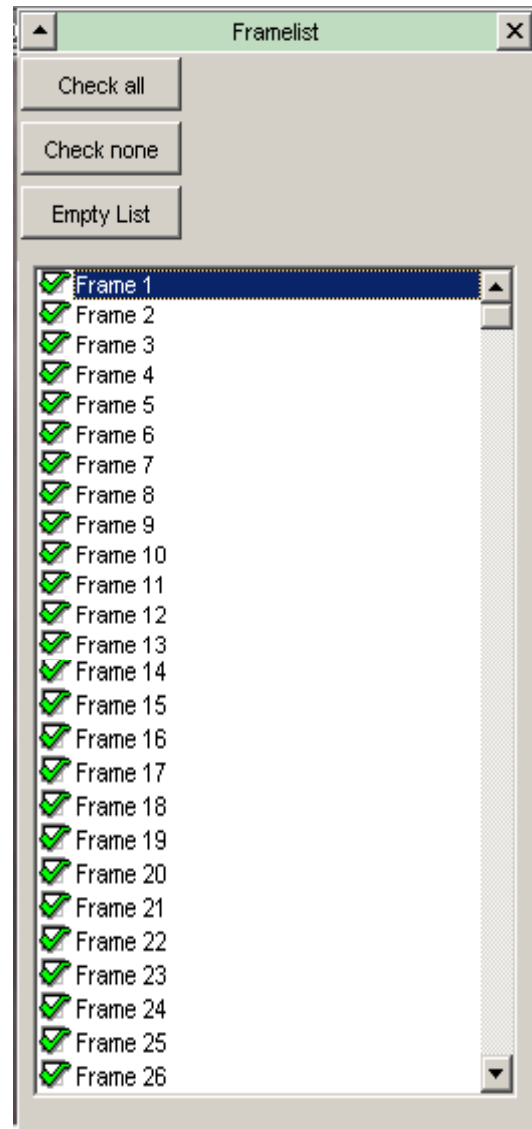 Framelist
Check all
Check none
Empty List
Frame 1
Frame 2
Frame 3
Frame 4
Frame 5
Frame 6
Frame 7
Frame 8
Frame 9
Frame 10
Frame 11
Frame 12
Frame 13
Frame 14
Frame 15
Frame 16
Frame 17
Frame 18
Frame 19
Frame 20
Frame 21
Frame 22
Frame 23
Frame 24
Frame 25
Frame 26